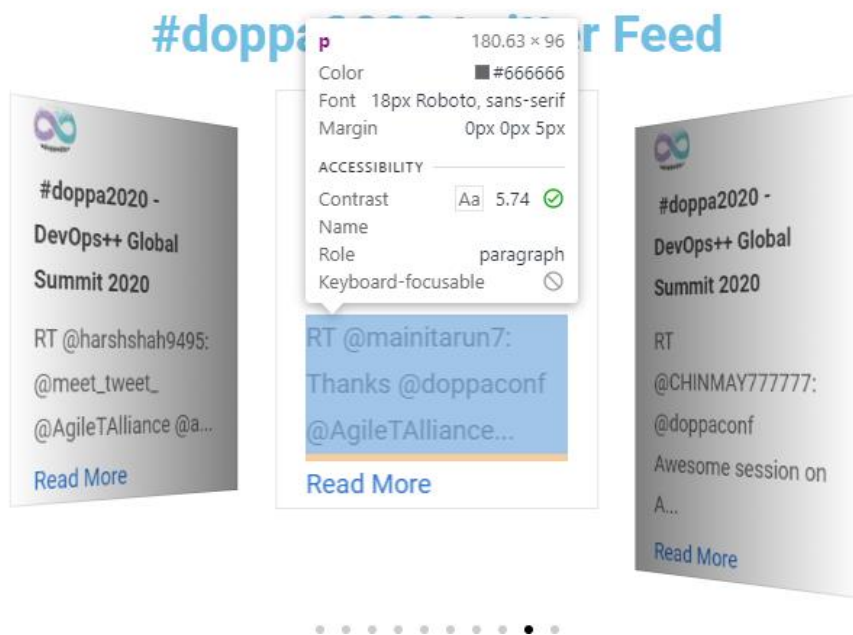 #doppa2020 Twitter Feed
p 180.63 × 96
Color #666666
Font 18px Roboto, sans-serif
Margin 0px 0px 5px
ACCESSIBILITY
Contrast Aa 5.74
Name
Role paragraph
Keyboard-focusable
#doppa2020 -
DevOps++ Global
Summit 2020
RT @harshshah9495:
@meet_tweet_
@AgileTAlliance @a...
Read More
RT @mainitarun7:
Thanks @doppaconf
@AgileTAlliance...
Read More
#doppa2020 -
DevOps++ Global
Summit 2020
RT
@CHINMAY777777:
@doppaconf
Awesome session on
A...
Read More